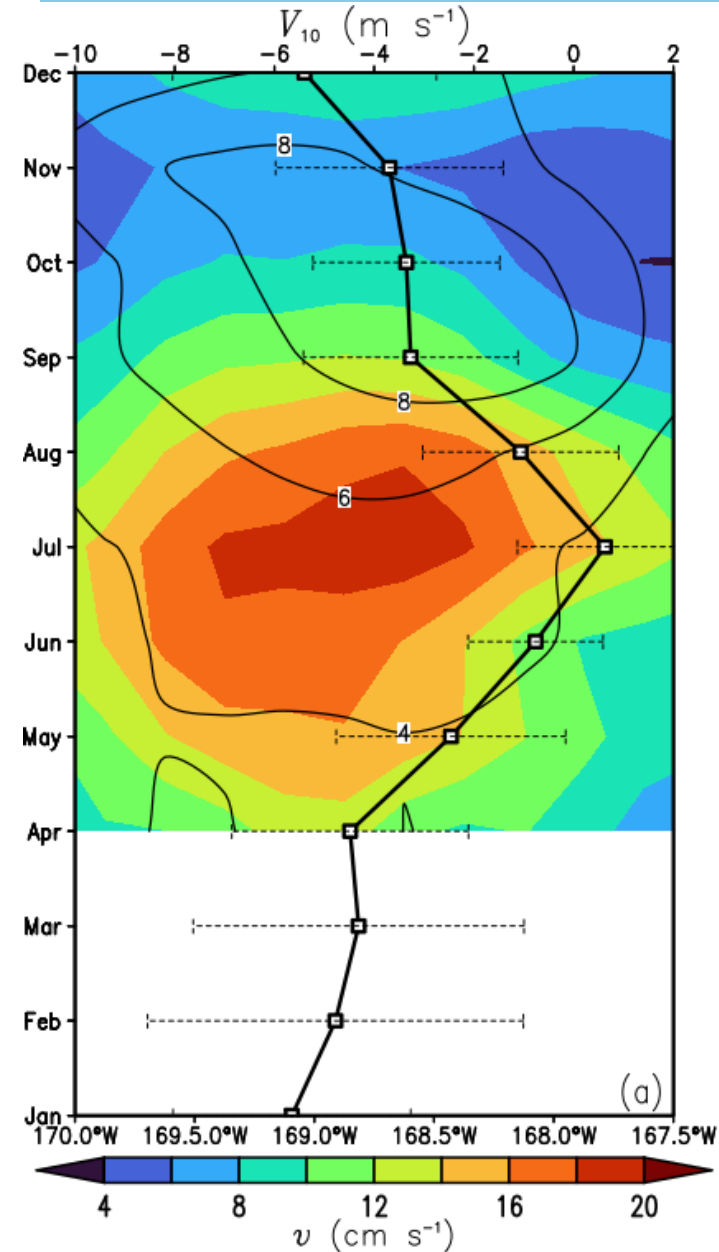 V₁₀ (m s⁻¹)
-10 -8 -6 -4 -2 0 2
Dec
8
Nov
Oct
Sep
8
Aug
6
Jul
Jun
May
4
Apr
Mar
Feb
(a)
Jan
170.0°W 169.5.0°W 169.0°W 168.5°W 168.0°W 167.5°W
4 8 12 16 20
υ (cm s⁻¹)